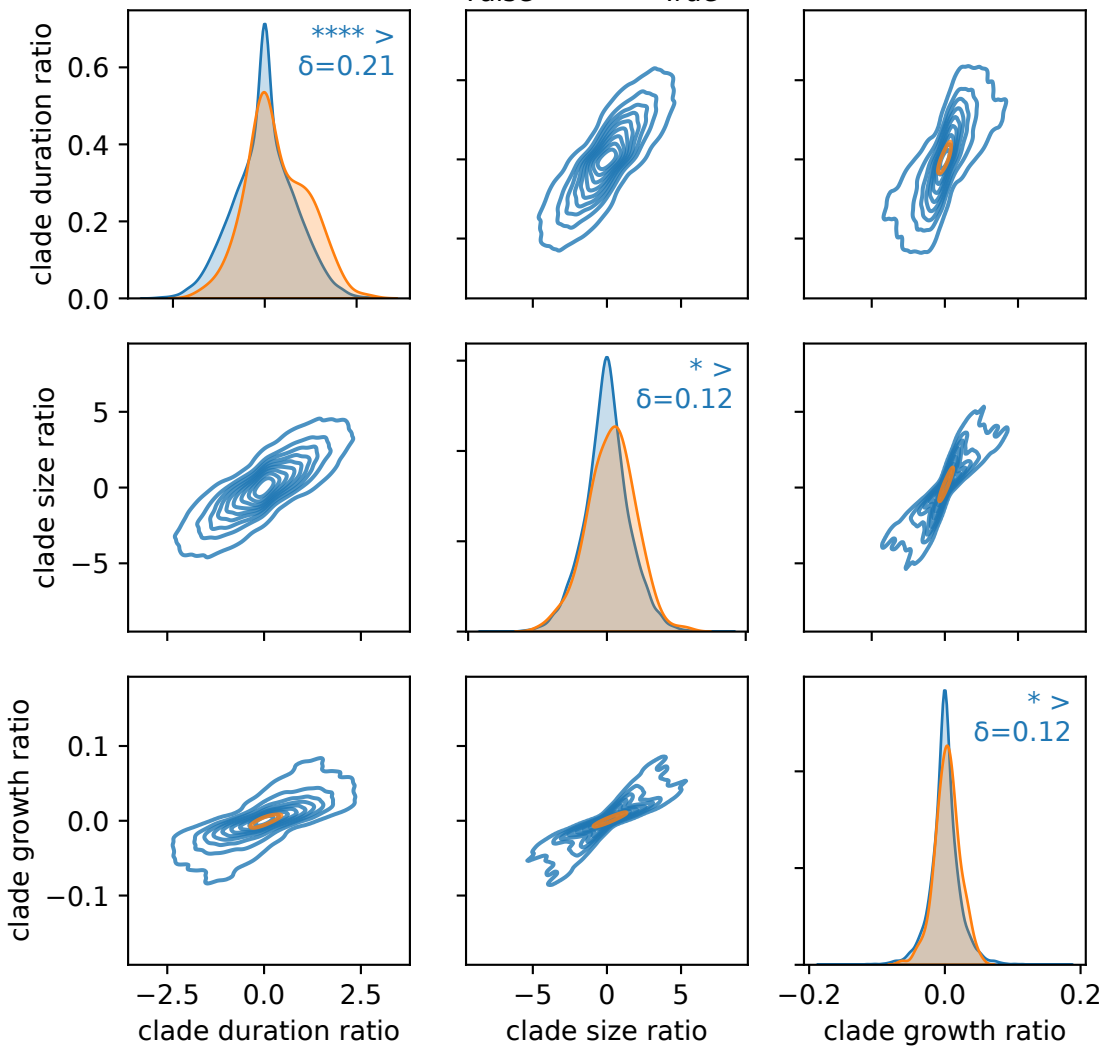 clade duration ratio
0.6
0.4
0.2
0.0
**** >
δ=0.21
clade size ratio
5
0
−5
* >
δ=0.12
clade growth ratio
0.1
0.0
−0.1
* >
δ=0.12
−2.5 0.0 2.5
−5 0 5
−0.2 0.0 0.2
clade duration ratio
clade size ratio
clade growth ratio